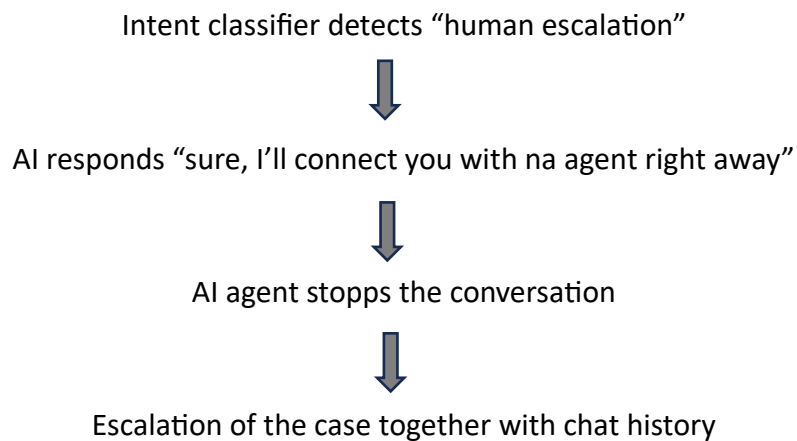 Intent classifier detects “human escalation”
AI responds “sure, I’ll connect you with na agent right away”
AI agent stopps the conversation
Escalation of the case together with chat history